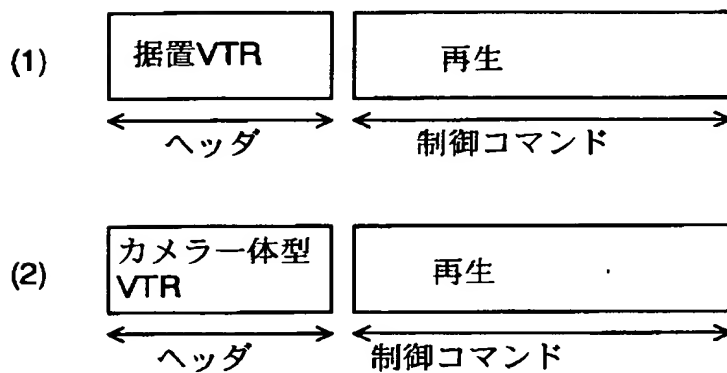 (1) 据置VTR 再生
ヘッダ 制御コマンド
(2) カメラ一体型
VTR 再生
ヘッダ 制御コマンド